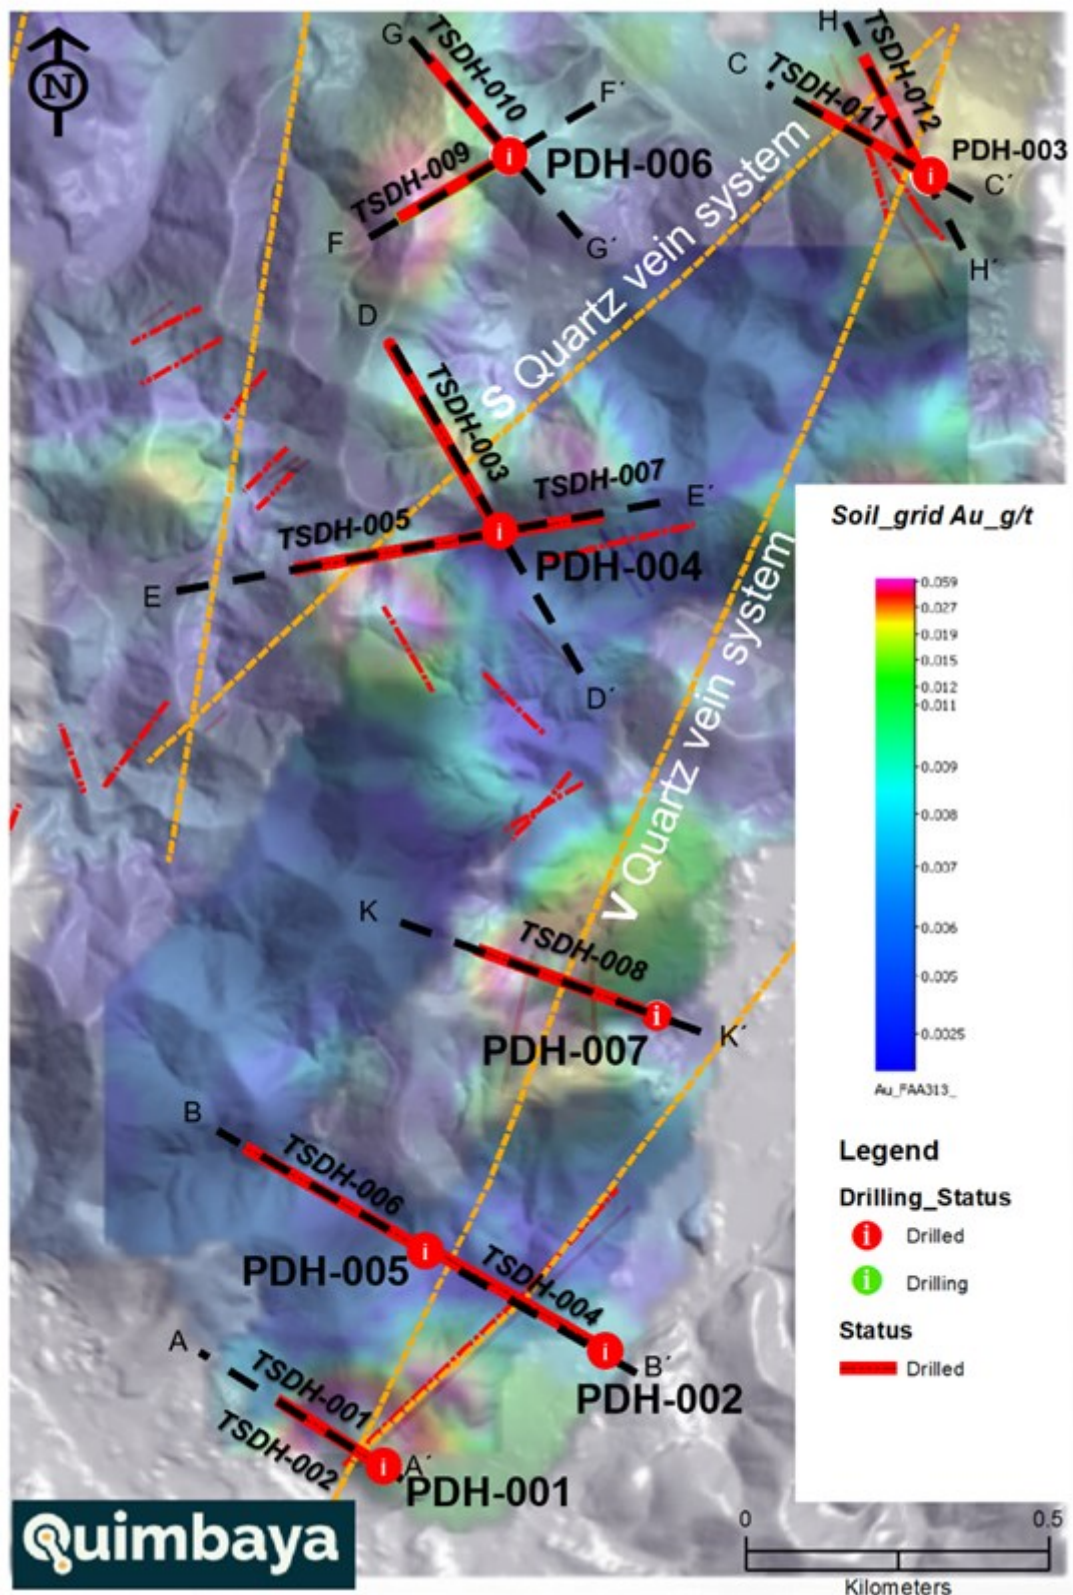 N
G
TSDH-010
F´
TSDH-009
PDH-006
F
G´
H
TSDH-012
C
TSDH-011
PDH-003
C´
H´
D
S Quartz vein system
TSDH-003
TSDH-007
E´
TSDH-005
PDH-004
E
D´
V Quartz vein system
K
TSDH-008
PDH-007
K´
B
TSDH-006
PDH-005
TSDH-004
B´
PDH-002
A
TSDH-001
TSDH-002
A´
PDH-001
Soil_grid Au_g/t
0.059
0.027
0.019
0.015
0.012
0.011
0.009
0.008
0.007
0.006
0.005
0.0025
Au_FAA313_
Legend
Drilling_Status
i Drilled
i Drilling
Status
Drilled
Quimbaya
0 0.5
Kilometers